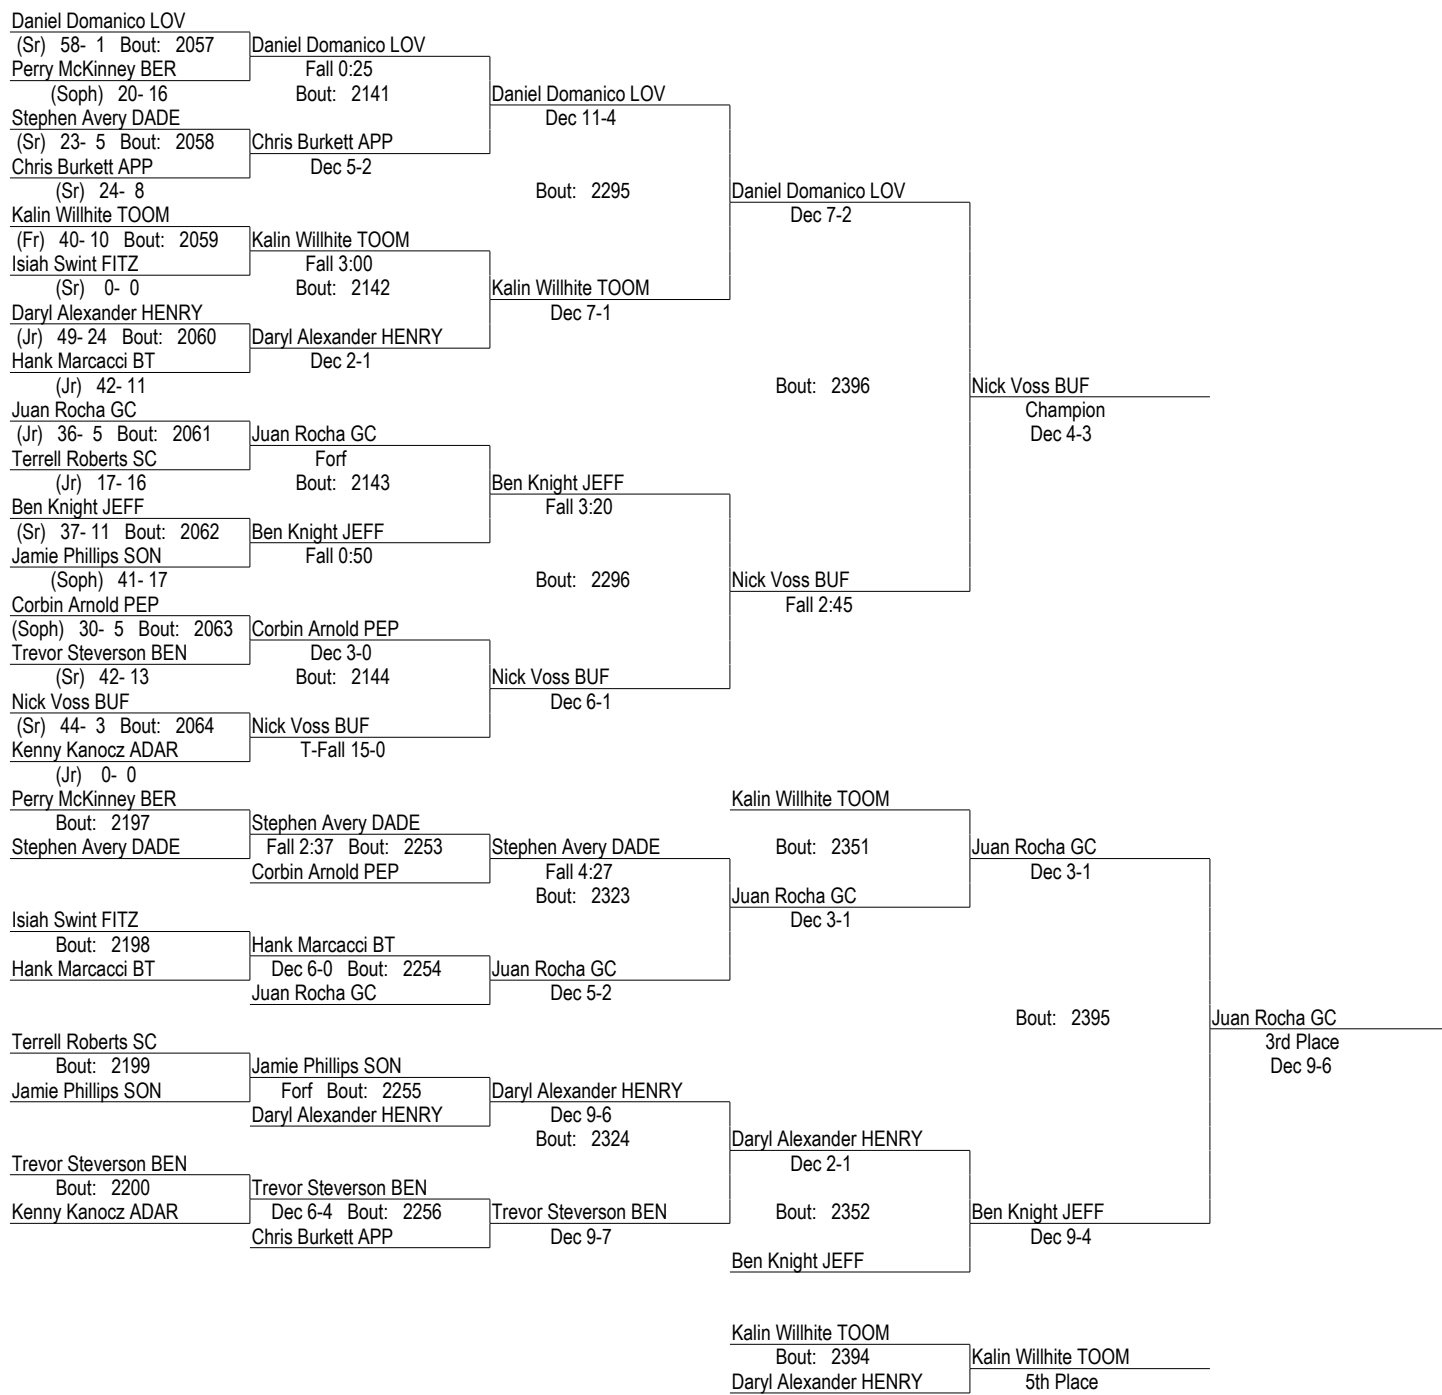 Daniel Domanico LOV
(Sr) 58- 1 Bout: 2057 Daniel Domanico LOV
Perry McKinney BER Fall 0:25
(Soph) 20- 16 Bout: 2141 Daniel Domanico LOV
Stephen Avery DADE Dec 11-4
(Sr) 23- 5 Bout: 2058 Chris Burkett APP
Chris Burkett APP Dec 5-2
(Sr) 24- 8 Bout: 2295 Daniel Domanico LOV
Kalin Willhite TOOM Dec 7-2
(Fr) 40- 10 Bout: 2059 Kalin Willhite TOOM
Isiah Swint FITZ Fall 3:00
(Sr) 0- 0 Bout: 2142 Kalin Willhite TOOM
Daryl Alexander HENRY Dec 7-1
(Jr) 49- 24 Bout: 2060 Daryl Alexander HENRY
Hank Marcacci BT Dec 2-1
(Jr) 42- 11 Bout: 2396 Nick Voss BUF
Juan Rocha GC Champion
(Jr) 36- 5 Bout: 2061 Juan Rocha GC Dec 4-3
Terrell Roberts SC Forf
(Jr) 17- 16 Bout: 2143 Ben Knight JEFF
Ben Knight JEFF Fall 3:20
(Sr) 37- 11 Bout: 2062 Ben Knight JEFF
Jamie Phillips SON Fall 0:50
(Soph) 41- 17 Bout: 2296 Nick Voss BUF
Corbin Arnold PEP Fall 2:45
(Soph) 30- 5 Bout: 2063 Corbin Arnold PEP
Trevor Steverson BEN Dec 3-0
(Sr) 42- 13 Bout: 2144 Nick Voss BUF
Nick Voss BUF Dec 6-1
(Sr) 44- 3 Bout: 2064 Nick Voss BUF
Kenny Kanocz ADAR T-Fall 15-0
(Jr) 0- 0
Perry McKinney BER Kalin Willhite TOOM
Bout: 2197 Stephen Avery DADE
Stephen Avery DADE Fall 2:37 Bout: 2253 Stephen Avery DADE Bout: 2351 Juan Rocha GC
Corbin Arnold PEP Fall 4:27 Dec 3-1
Bout: 2323 Juan Rocha GC
Isiah Swint FITZ Dec 3-1
Bout: 2198 Hank Marcacci BT
Hank Marcacci BT Dec 6-0 Bout: 2254 Juan Rocha GC
Juan Rocha GC Dec 5-2
Bout: 2395 Juan Rocha GC
Terrell Roberts SC 3rd Place
Bout: 2199 Jamie Phillips SON Dec 9-6
Jamie Phillips SON Forf Bout: 2255 Daryl Alexander HENRY
Daryl Alexander HENRY Dec 9-6
Bout: 2324 Daryl Alexander HENRY
Trevor Steverson BEN Dec 2-1
Bout: 2200 Trevor Steverson BEN
Kenny Kanocz ADAR Dec 6-4 Bout: 2256 Trevor Steverson BEN Bout: 2352 Ben Knight JEFF
Chris Burkett APP Dec 9-7 Dec 9-4
Ben Knight JEFF
Kalin Willhite TOOM
Bout: 2394 Kalin Willhite TOOM
Daryl Alexander HENRY 5th Place